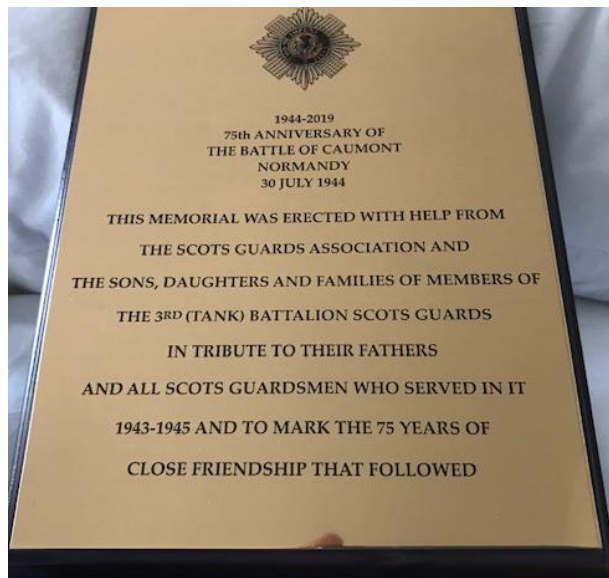 1944-2019
75th ANNIVERSARY OF
THE BATTLE OF CAUMONT
NORMANDY
30 JULY 1944
THIS MEMORIAL WAS ERECTED WITH HELP FROM
THE SCOTS GUARDS ASSOCIATION AND
THE SONS, DAUGHTERS AND FAMILIES OF MEMBERS OF
THE 3RD (TANK) BATTALION SCOTS GUARDS
IN TRIBUTE TO THEIR FATHERS
AND ALL SCOTS GUARDSMEN WHO SERVED IN IT
1943-1945 AND TO MARK THE 75 YEARS OF
CLOSE FRIENDSHIP THAT FOLLOWED